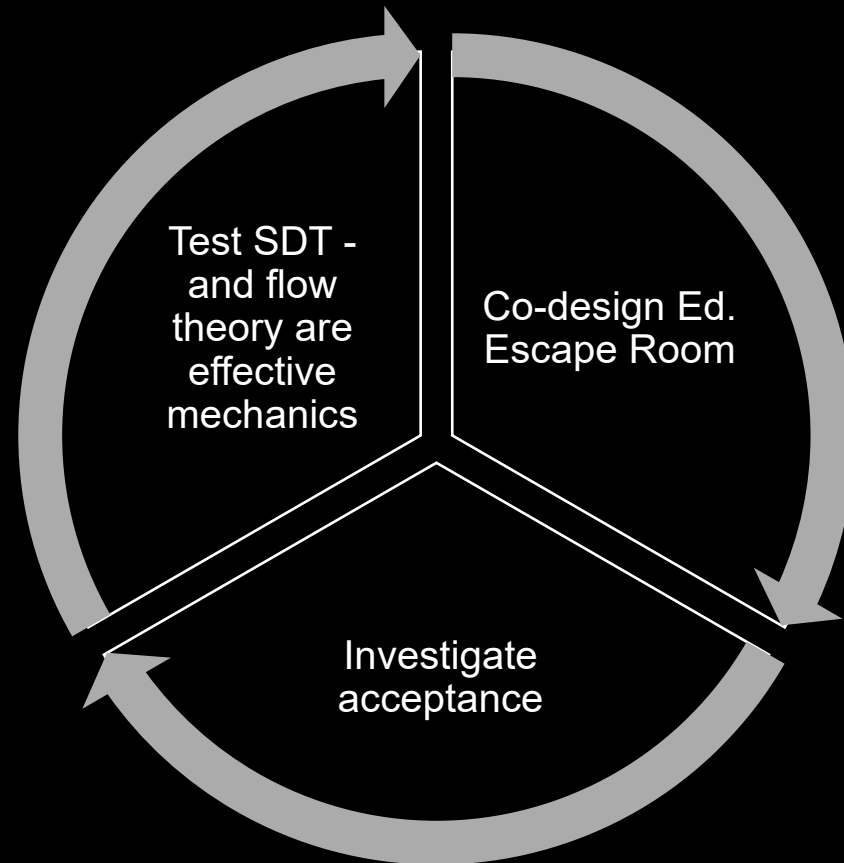 Test SDT -
and flow
theory are
effective
mechanics
Co-design Ed.
Escape Room
Investigate
acceptance